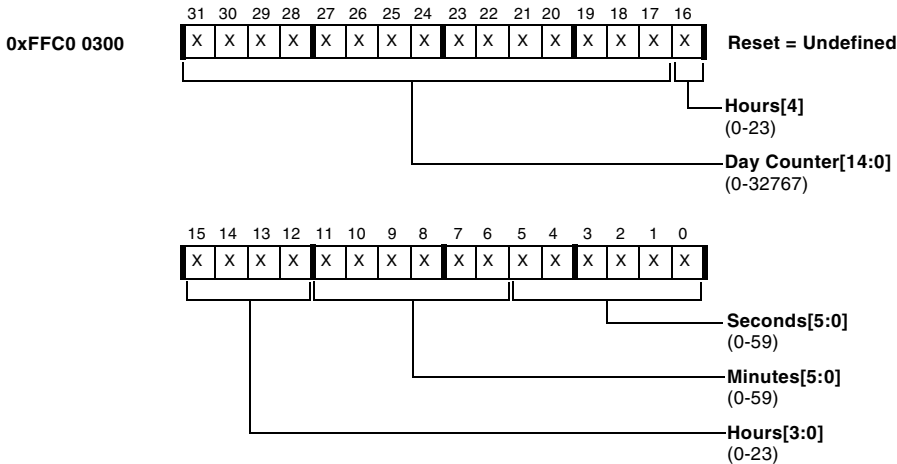 31 30 29 28 27 26 25 24 23 22 21 20 19 18 17 16
0xFFC0 0300 X X X X X X X X X X X X X X X X Reset = Undefined
Hours[4]
(0-23)
Day Counter[14:0]
(0-32767)
15 14 13 12 11 10 9 8 7 6 5 4 3 2 1 0
X X X X X X X X X X X X X X X X
Seconds[5:0]
(0-59)
Minutes[5:0]
(0-59)
Hours[3:0]
(0-23)